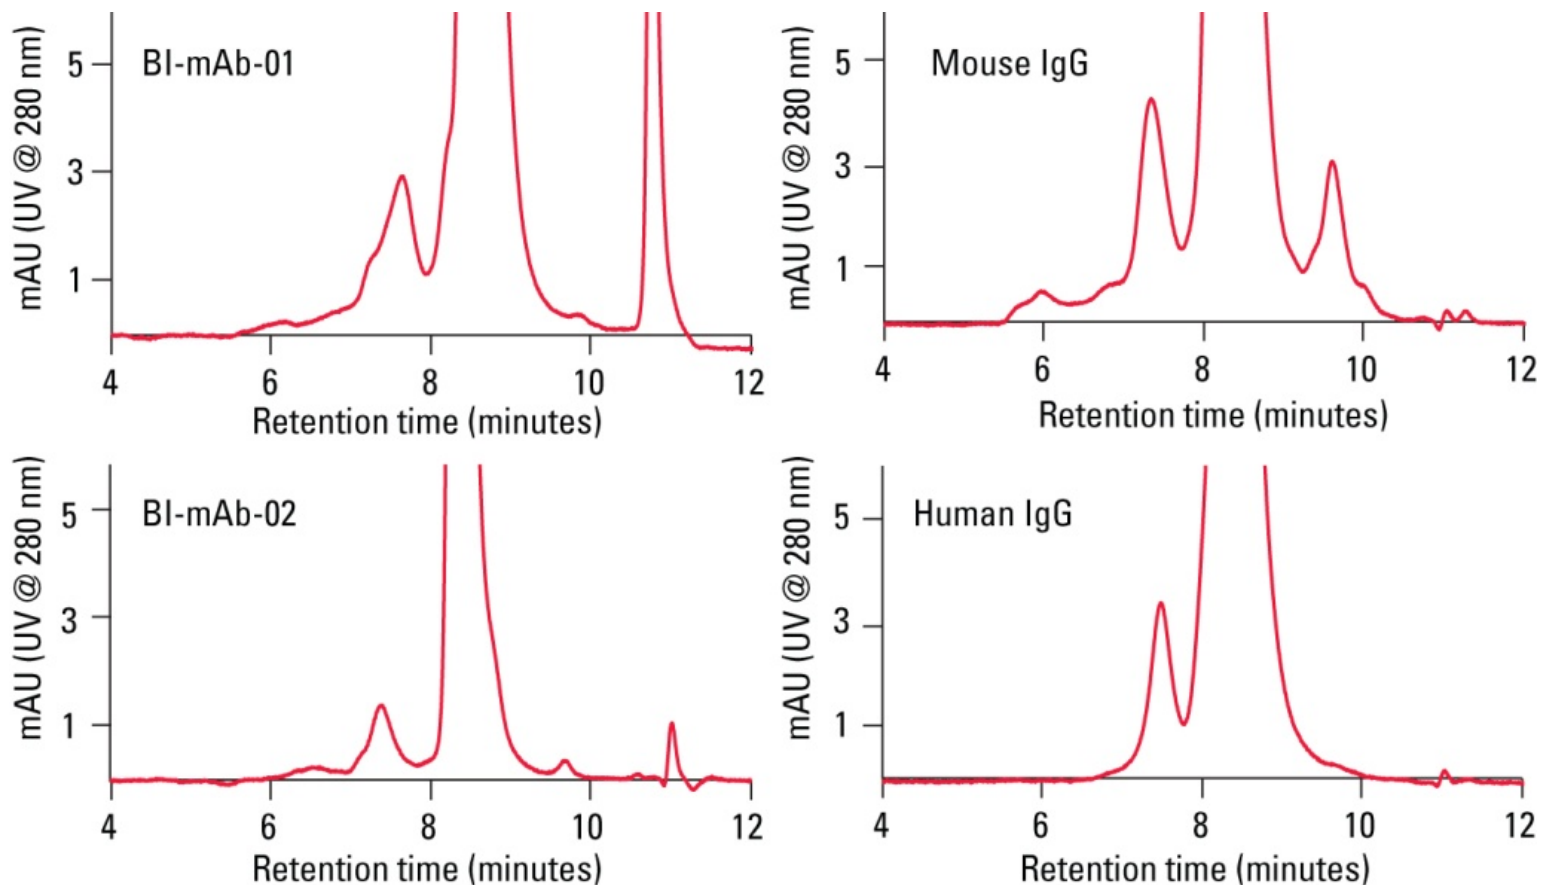 BI-mAb-01
mAU (UV @ 280 nm)
5
3
1
4 6 8 10 12
Retention time (minutes)
Mouse IgG
mAU (UV @ 280 nm)
5
3
1
4 6 8 10 12
Retention time (minutes)
BI-mAb-02
mAU (UV @ 280 nm)
5
3
1
4 6 8 10 12
Retention time (minutes)
Human IgG
mAU (UV @ 280 nm)
5
3
1
4 6 8 10 12
Retention time (minutes)